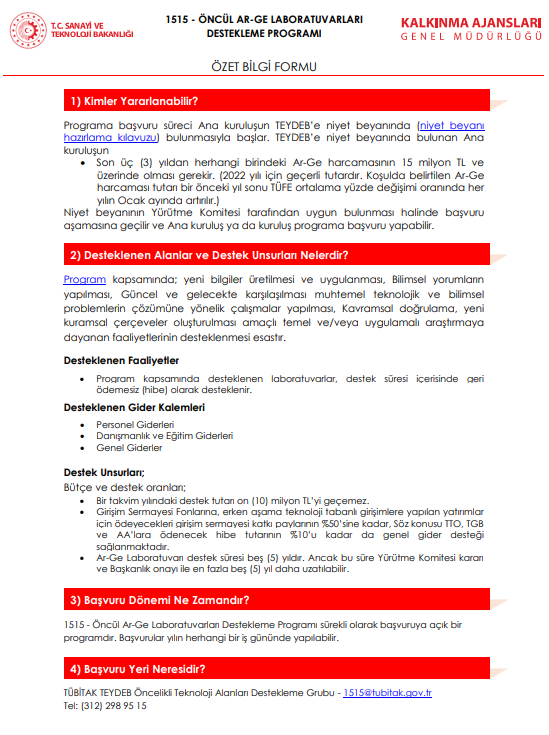 T.C. SANAYİ VE
TEKNOLOJİ BAKANLIĞI
1515 - ÖNCÜL AR-GE LABORATUVARLARI
DESTEKLEME PROGRAMI
KALKINMA AJANSLARI
GENEL MÜDÜRLÜĞÜ
ÖZET BİLGİ FORMU
1) Kimler Yararlanabilir?
Programa başvuru süreci Ana kuruluşun TEYDEB'e niyet beyanında (niyet beyanı
hazırlama kılavuzu) bulunmasıyla başlar. TEYDEB'e niyet beyanında bulunan Ana
kuruluşun
• Son üç (3) yıldan herhangi birindeki Ar-Ge harcamasının 15 milyon TL ve
üzerinde olması gerekir. (2022 yılı için geçerli tutardır. Koşulda belirtilen Ar-Ge
harcaması tutarı bir önceki yıl sonu TÜFE ortalama yüzde değişimi oranında her
yılın Ocak ayında artırılır.)
Niyet beyanının Yürütme Komitesi tarafından uygun bulunması halinde başvuru
aşamasına geçilir ve Ana kuruluş ya da kuruluş programa başvuru yapabilir.
2) Desteklenen Alanlar ve Destek Unsurları Nelerdir?
Program kapsamında; yeni bilgiler üretilmesi ve uygulanması, Bilimsel yorumların
yapılması, Güncel ve gelecekte karşılaşılması muhtemel teknolojik ve bilimsel
problemlerin çözümüne yönelik çalışmalar yapılması, Kavramsal doğrulama, yeni
kuramsal çerçeveler oluşturulması amaçlı temel ve/veya uygulamalı araştırmaya
dayanan faaliyetlerinin desteklenmesi esastır.
Desteklenen Faaliyetler
• Program kapsamında desteklenen laboratuvarlar, destek süresi içerisinde geri
ödemesiz (hibe) olarak desteklenir.
Desteklenen Gider Kalemleri
• Personel Giderleri
• Danışmanlık ve Eğitim Giderleri
• Genel Giderler
Destek Unsurları;
Bütçe ve destek oranları;
• Bir takvim yılındaki destek tutarı on (10) milyon TL'yi geçemez.
• Girişim Sermayesi Fonlarına, erken aşama teknoloji tabanlı girişimlere yapılan yatırımlar
için ödeyecekleri girişim sermayesi katkı paylarının %50'sine kadar, Söz konusu TTO, TGB
ve AA'lara ödenecek hibe tutarının %10'u kadar da genel gider desteği
sağlanmaktadır.
• Ar-Ge Laboratuvarı destek süresi beş (5) yıldır. Ancak bu süre Yürütme Komitesi kararı
ve Başkanlık onayı ile en fazla beş (5) yıl daha uzatılabilir.
3) Başvuru Dönemi Ne Zamandır?
1515 - Öncül Ar-Ge Laboratuvarları Destekleme Programı sürekli olarak başvuruya açık bir
programdır. Başvurular yılın herhangi bir iş gününde yapılabilir.
4) Başvuru Yeri Neresidir?
TÜBİTAK TEYDEB Öncelikli Teknoloji Alanları Destekleme Grubu - 1515@tubitak.gov.tr
Tel: (312) 298 95 15